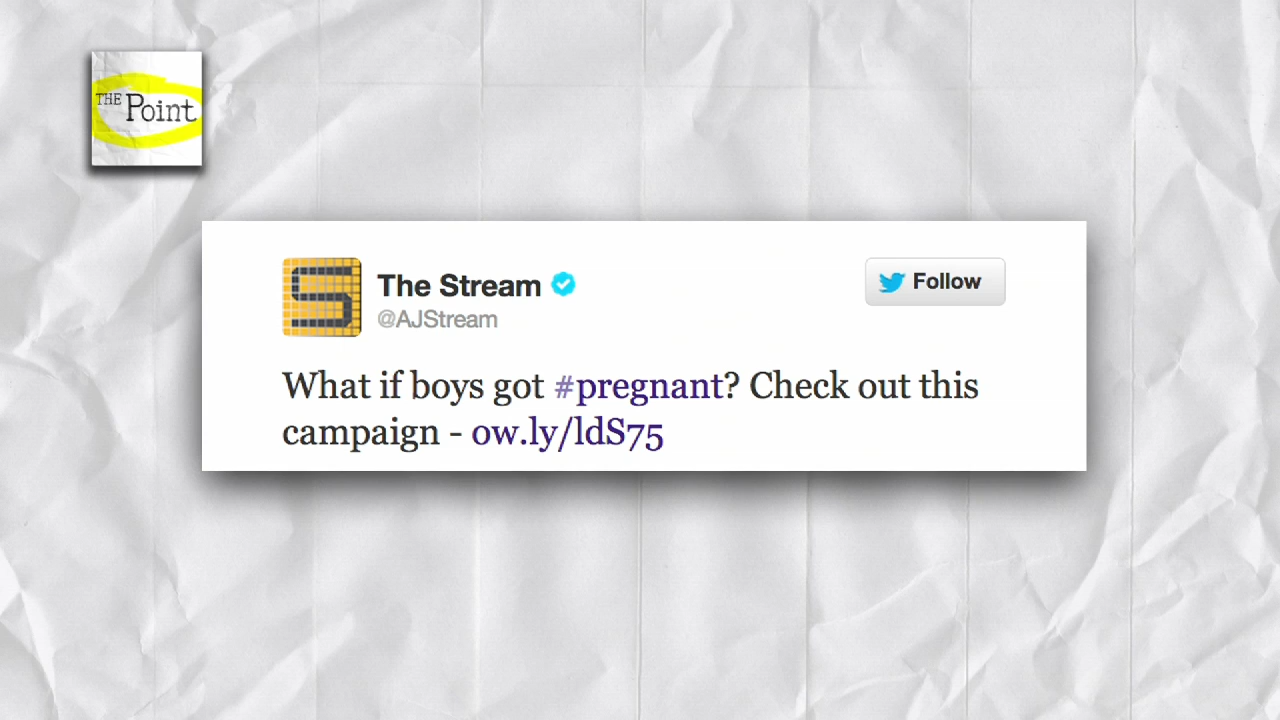 THE Point
The Stream
@AJStream
Follow
What if boys got #pregnant? Check out this
campaign - ow.ly/ldS75